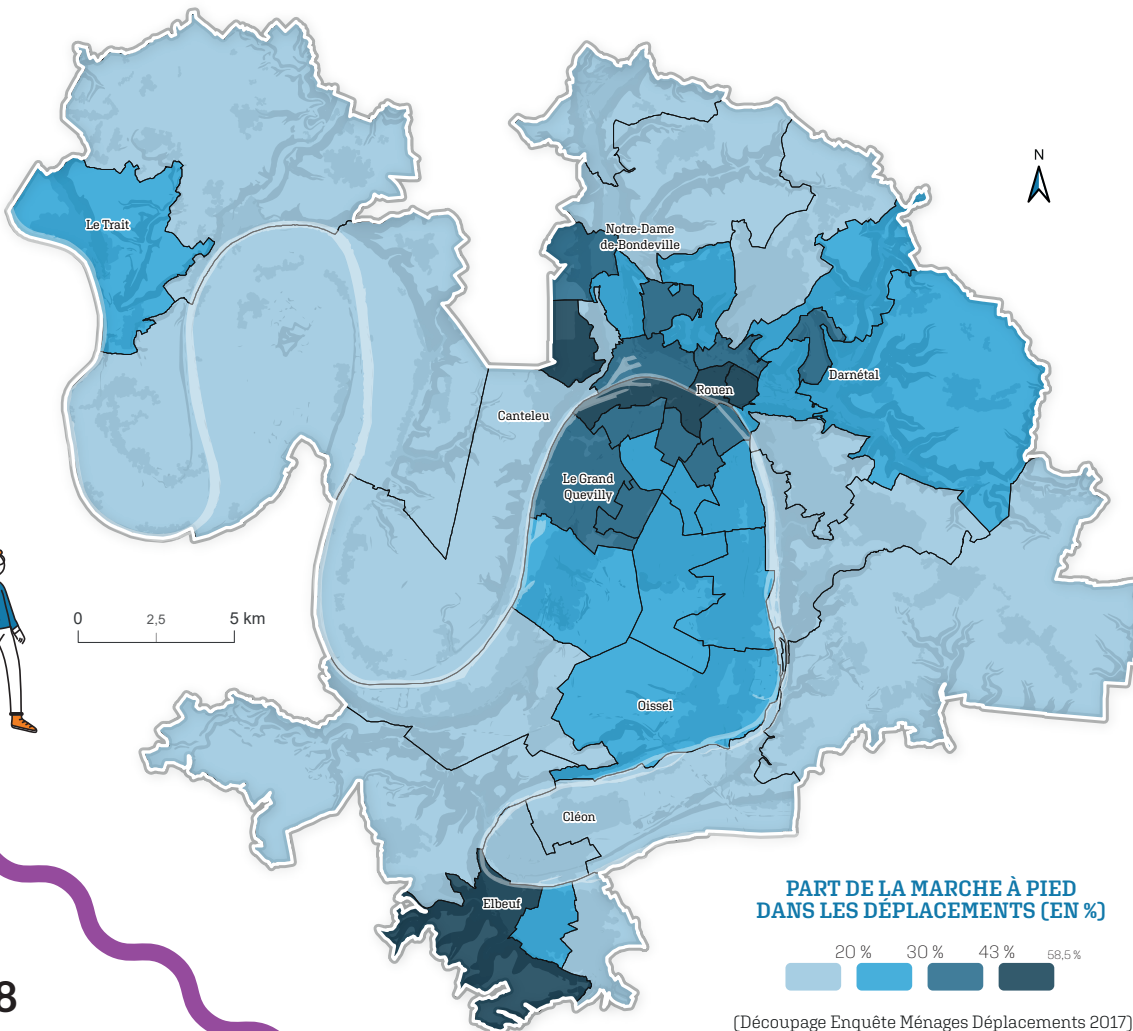 N
Le Trait
Notre-Dame
de-Bondeville
Rouen
Darnétal
Canteleu
Le Grand
Quevilly
0 2,5 5 km
Oissel
Cléon
Elbeuf
PART DE LA MARCHE À PIED
DANS LES DÉPLACEMENTS (EN %)
20 % 30 % 43 % 58,5 %
8
(Découpage Enquête Ménages Déplacements 2017)